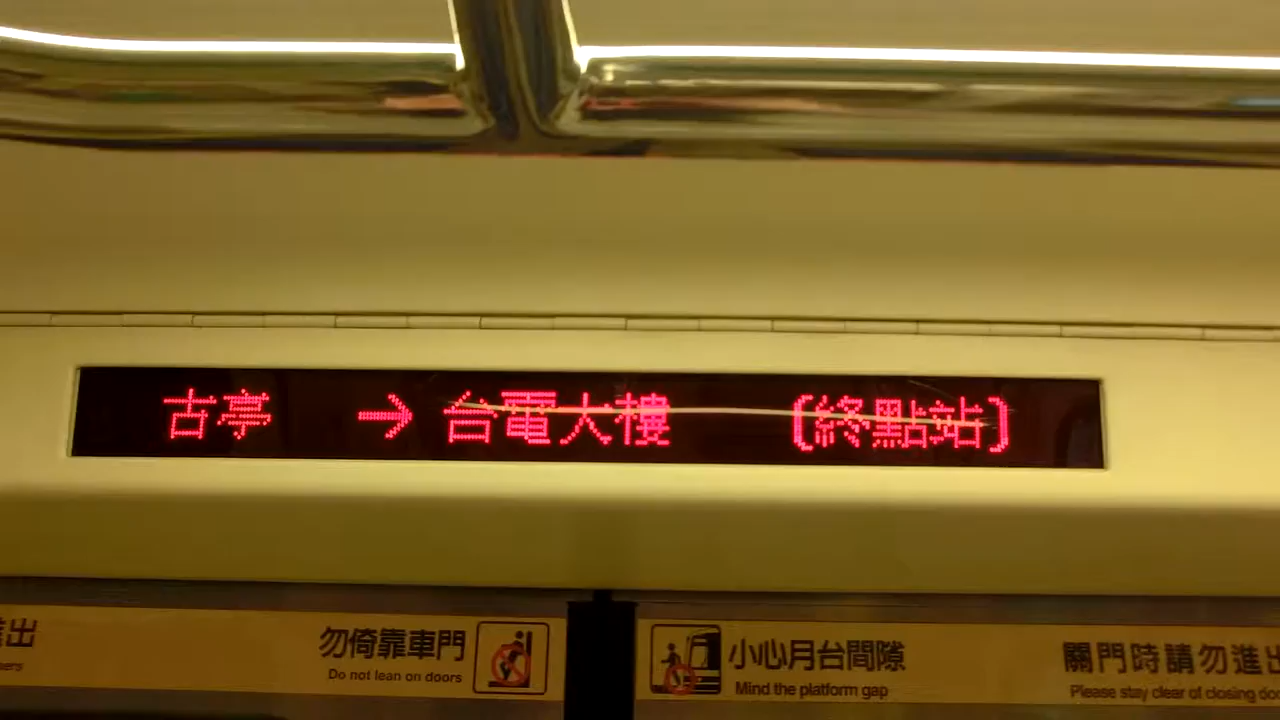 古亭 → 台電大樓 (終點站)
進出
勿倚靠車門
Do not lean on doors
小心月台間隙
Mind the platform gap
關門時請勿進出
Please stay clear of closing